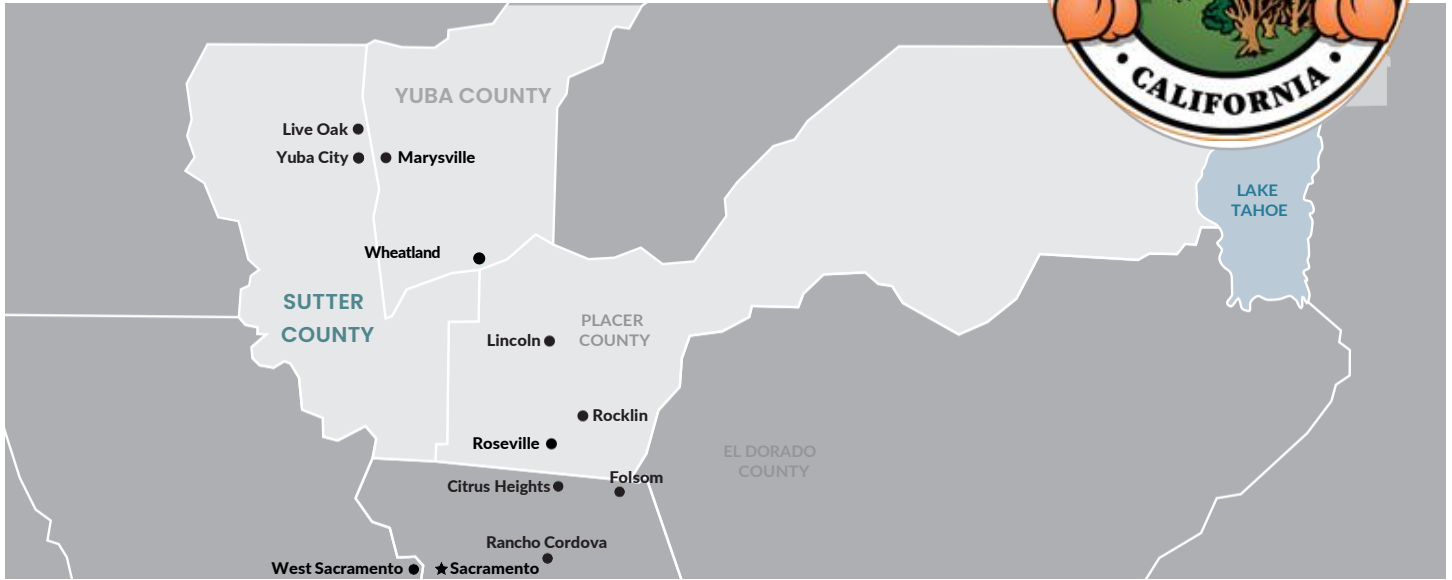 • CALIFORNIA •
YUBA COUNTY
Live Oak
Yuba City
Marysville
LAKE
TAHOE
Wheatland
SUTTER
COUNTY
PLACER
COUNTY
Lincoln
Rocklin
Roseville
EL DORADO
COUNTY
Folsom
Citrus Heights
Rancho Cordova
West Sacramento
Sacramento